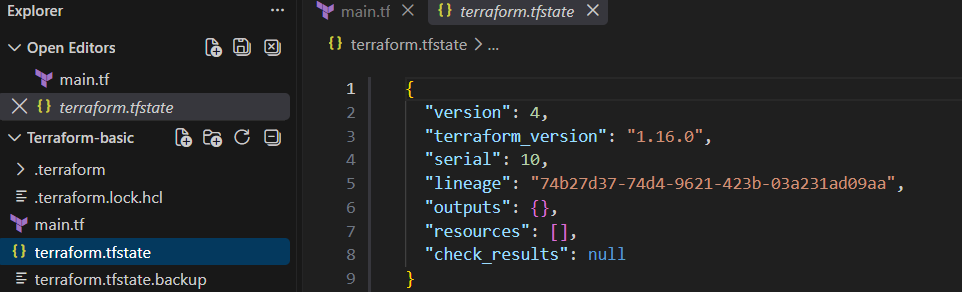 Explorer ...
Open Editors
main.tf
terraform.tfstate
Terraform-basic
.terraform
.terraform.lock.hcl
main.tf
terraform.tfstate
terraform.tfstate.backup
main.tf
terraform.tfstate
{} terraform.tfstate > ...
1 {
2 "version": 4,
3 "terraform_version": "1.16.0",
4 "serial": 10,
5 "lineage": "74b27d37-74d4-9621-423b-03a231ad09aa",
6 "outputs": {},
7 "resources": [],
8 "check_results": null
9 }